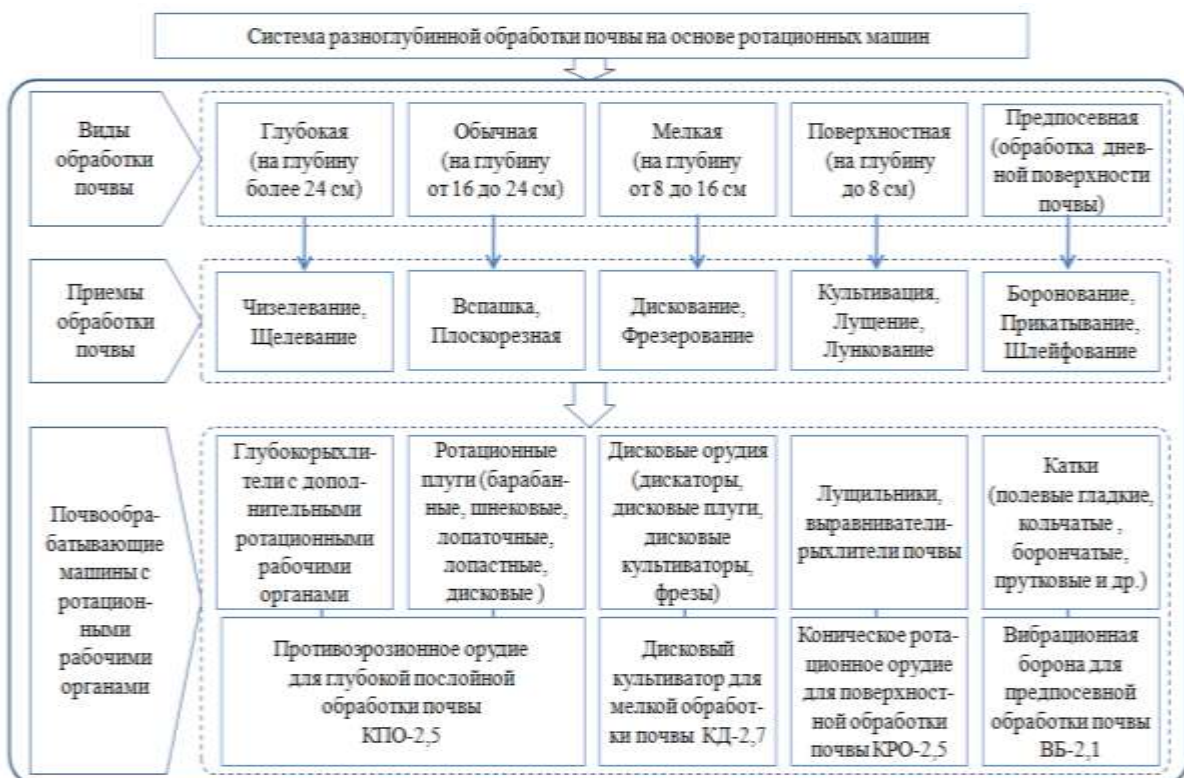 Система разноглубинной обработки почвы на основе ротационных машин
Виды
обработки
почвы
Глубокая
(на глубину
более 24 см)
Обычная
(на глубину
от 16 до 24 см)
Мелкая
(на глубину
от 8 до 16 см
Поверхностная
(на глубину
до 8 см)
Предпосевная
(обработка днев-
ной поверхности
почвы)
Приемы
обработки
почвы
Чизелевание,
Щелевание
Вспашка,
Плоскорезная
Дискование,
Фрезерование
Культивация,
Лущение,
Лункование
Боронование,
Прикатывание,
Шлейфование
Почвообра-
батывающие
машины с
ротацион-
ными
рабочими
органами
Глубокорыхли-
тели с допол-
нительными
ротационными
рабочими
органами
Ротационные
плуги (барабан-
ные, шнековые,
лопаточные,
лопастные,
дисковые )
Дисковые орудия
(дискаторы,
дисковые плуги,
дисковые
культиваторы,
фрезы)
Лущильники,
выравниватели-
рыхлители почвы
Катки
(полевые гладкие,
кольчатые ,
борончатые,
прутковые и др.)
Противоэрозионное орудие
для глубокой послойной
обработки почвы
КПО-2,5
Дисковый
культиватор для
мелкой обработ-
ки почвы КД-2,7
Коническое рота-
ционное орудие
для поверхност-
ной обработки
почвы КРО-2,5
Вибрационная
борона для
предпосевной
обработки почвы
ВБ-2,1